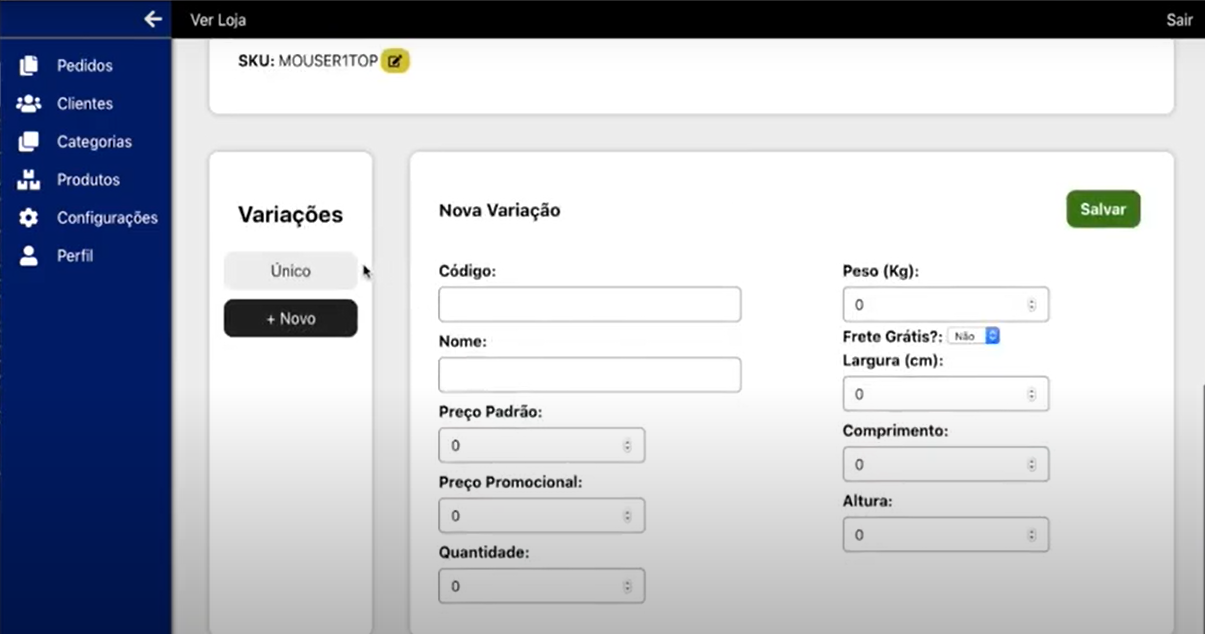 Ver Loja
Sair
Pedidos
Clientes
Categorias
Produtos
Configurações
Perfil
SKU: MOUSER1TOP
Variações
Único
+ Novo
Nova Variação
Salvar
Código:
Nome:
Preço Padrão:
0
Preço Promocional:
0
Quantidade:
0
Peso (Kg):
0
Frete Grátis?: Não
Largura (cm):
0
Comprimento:
0
Altura:
0